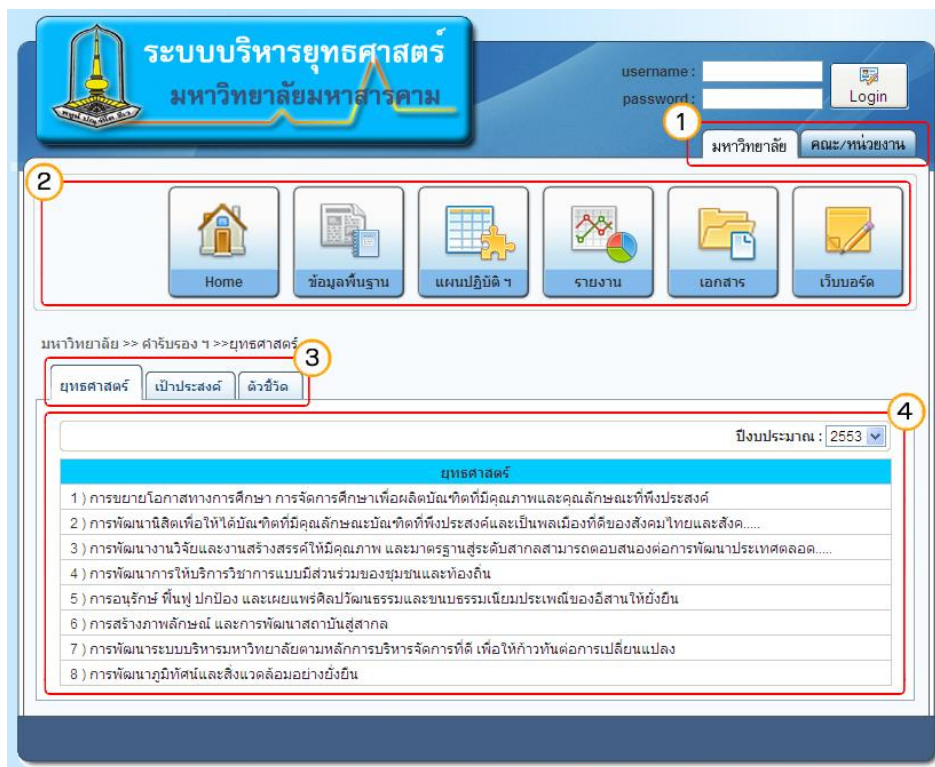 ระบบบริหารยุทธศาสตร์
มหาวิทยาลัยมหาสารคาม
username :
password :
Login
1
มหาวิทยาลัย คณะ/หน่วยงาน
2
Home ข้อมูลพื้นฐาน แผนปฏิบัติ ฯ รายงาน เอกสาร เว็บบอร์ด
มหาวิทยาลัย >> คำรับรอง ฯ >>ยุทธศาสตร์
3
ยุทธศาสตร์ เป้าประสงค์ ตัวชี้วัด
4
ปีงบประมาณ : 2553
ยุทธศาสตร์
1 ) การขยายโอกาสทางการศึกษา การจัดการศึกษาเพื่อผลิตบัณฑิตที่มีคุณภาพและคุณลักษณะที่พึงประสงค์
2 ) การพัฒนานิสิตเพื่อให้ได้บัณฑิตที่มีคุณลักษณะบัณฑิตที่พึงประสงค์และเป็นพลเมืองที่ดีของสังคมไทยและสังค.....
3 ) การพัฒนางานวิจัยและงานสร้างสรรค์ให้มีคุณภาพ และมาตรฐานสู่ระดับสากลสามารถตอบสนองต่อการพัฒนาประเทศตลอด.....
4 ) การพัฒนาการให้บริการวิชาการแบบมีส่วนร่วมของชุมชนและท้องถิ่น
5 ) การอนุรักษ์ ฟื้นฟู ปกป้อง และเผยแพร่ศิลปวัฒนธรรมและขนบธรรมเนียมประเพณีของอีสานให้ยั่งยืน
6 ) การสร้างภาพลักษณ์ และการพัฒนาสถาบันสู่สากล
7 ) การพัฒนาระบบบริหารมหาวิทยาลัยตามหลักการบริหารจัดการที่ดี เพื่อให้ก้าวทันต่อการเปลี่ยนแปลง
8 ) การพัฒนาภูมิทัศน์และสิ่งแวดล้อมอย่างยั่งยืน